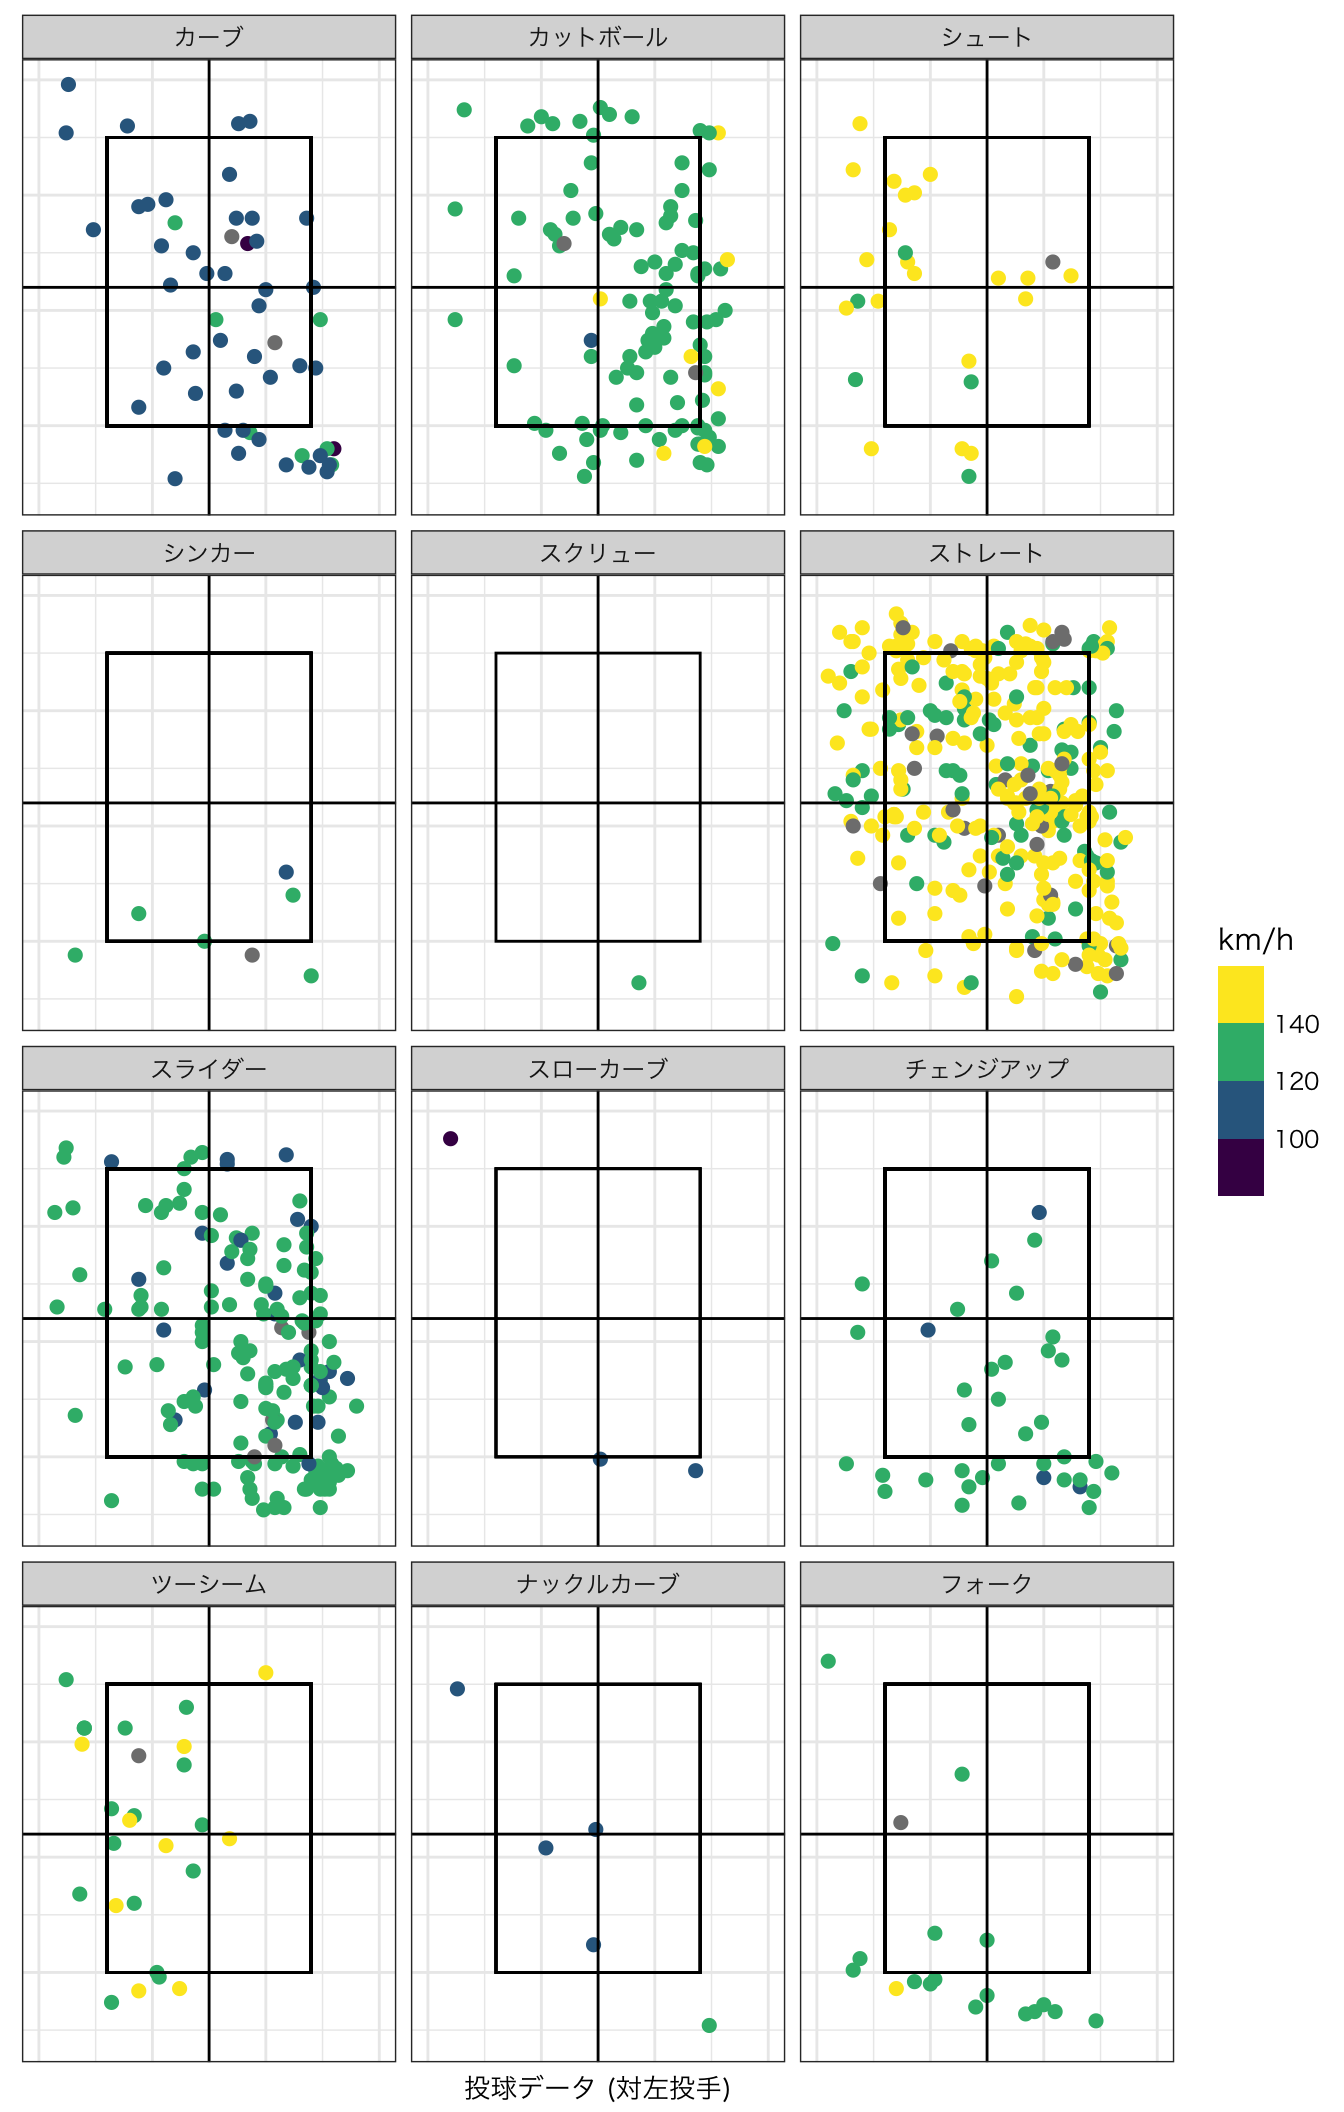 カーブ
カットボール
シュート
シンカー
スクリュー
ストレート
スライダー
スローカーブ
チェンジアップ
ツーシーム
ナックルカーブ
フォーク
km/h
140
120
100
投球データ (対左投手)